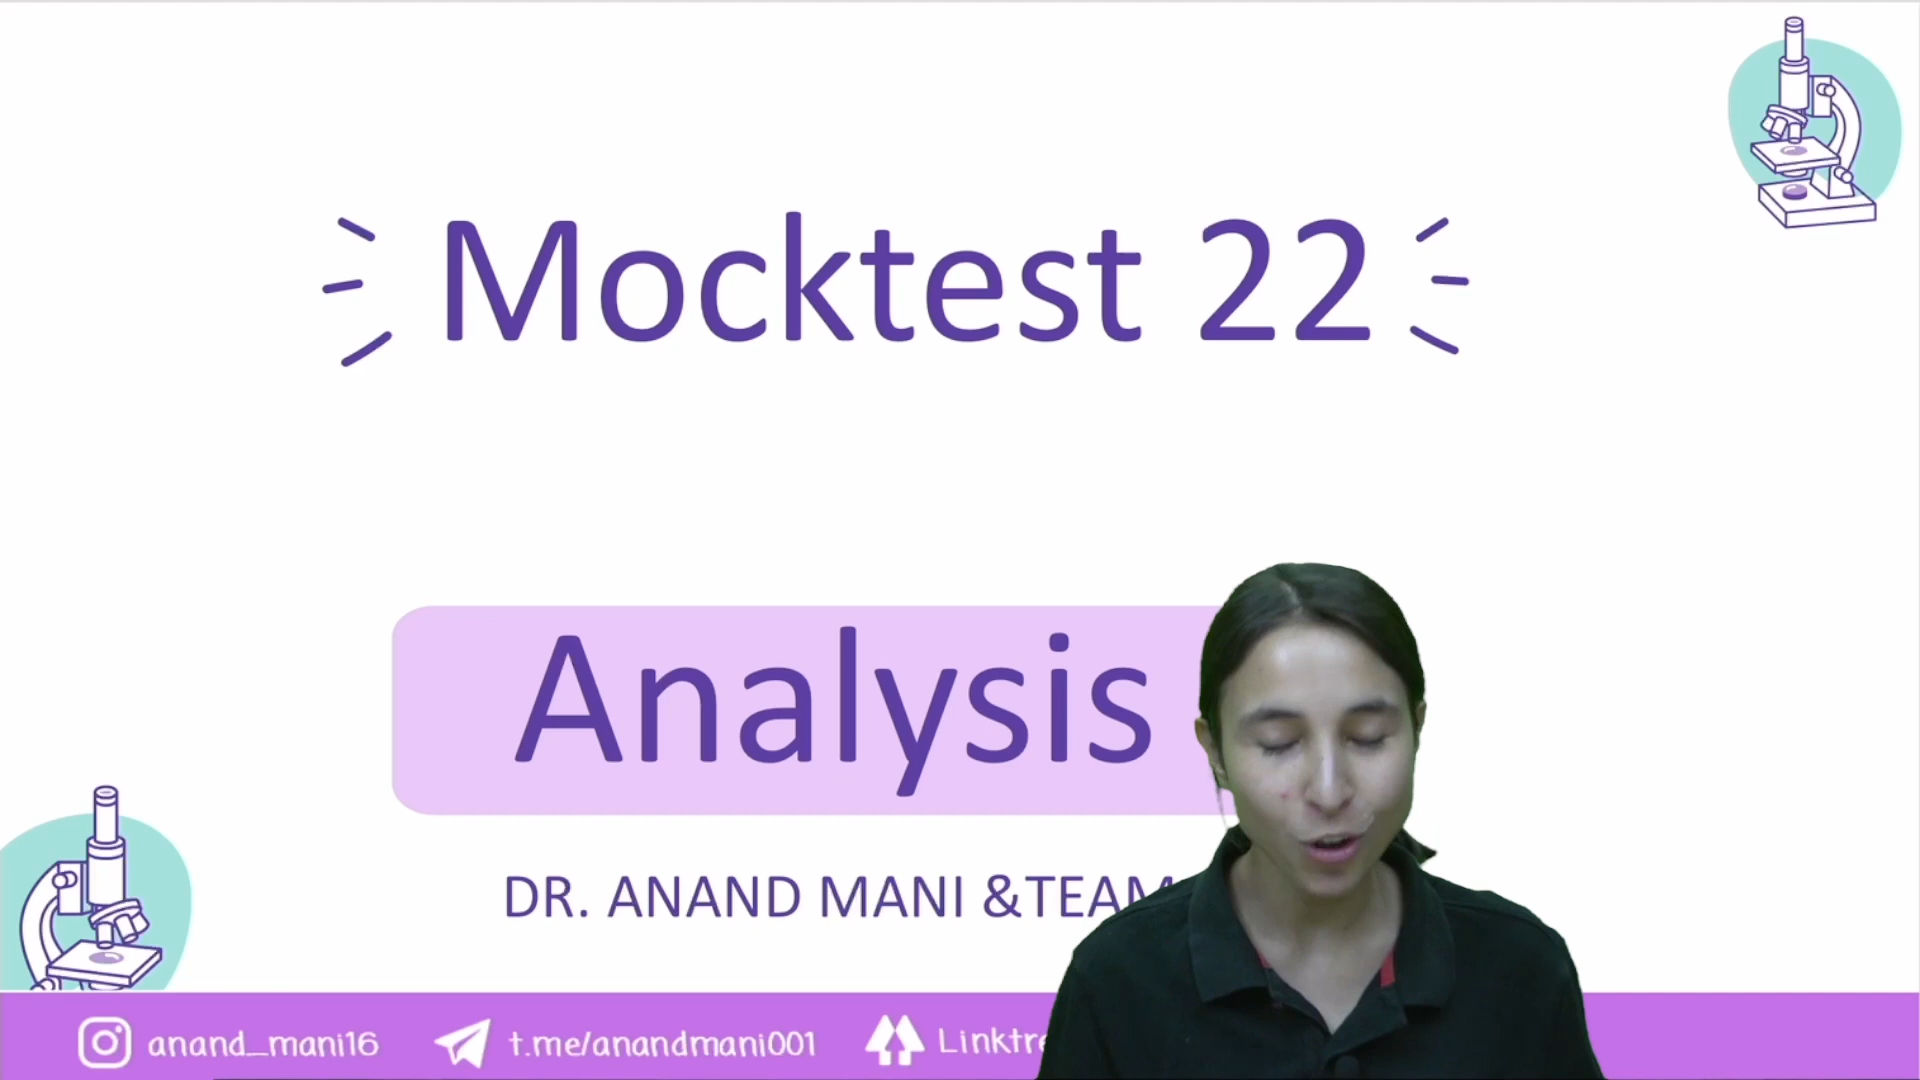 Mocktest 22
Analysis
DR. ANAND MANI &TEAM
anand_mani16 t.me/anandmani001